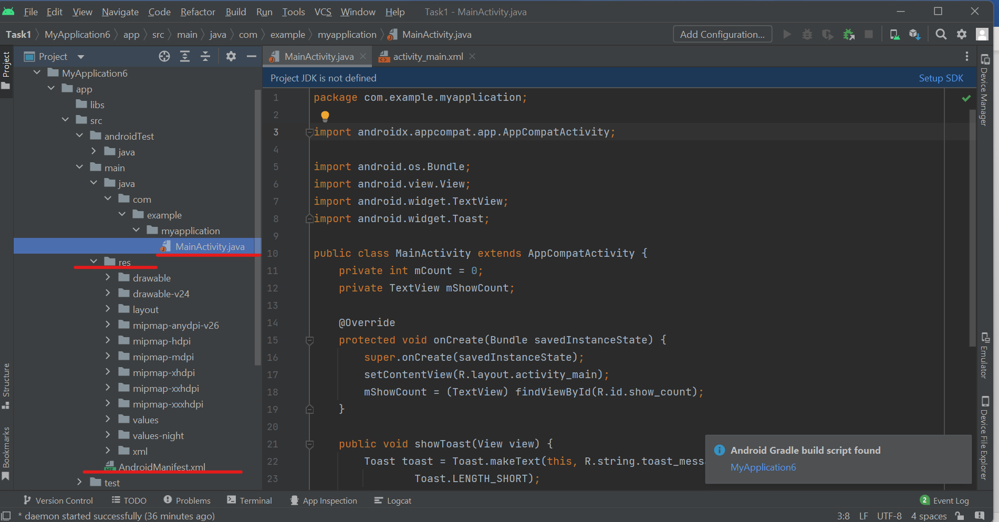 File Edit View Navigate Code Refactor Build Run Tools VCS Window Help Task1 - MainActivity.java
Task1 MyApplication6 app src main java com example myapplication MainActivity.java Add Configuration...
Project
Project
MyApplication6
app
libs
src
androidTest
java
main
java
com
example
myapplication
MainActivity.java
res
drawable
drawable-v24
layout
mipmap-anydpi-v26
mipmap-hdpi
mipmap-mdpi
mipmap-xhdpi
mipmap-xxhdpi
mipmap-xxxhdpi
values
values-night
xml
AndroidManifest.xml
test
Structure
Bookmarks
MainActivity.java activity_main.xml
Project JDK is not defined Setup SDK
1 package com.example.myapplication;
2
3 import androidx.appcompat.app.AppCompatActivity;
4
5 import android.os.Bundle;
6 import android.view.View;
7 import android.widget.TextView;
8 import android.widget.Toast;
9
10 public class MainActivity extends AppCompatActivity {
11 private int mCount = 0;
12 private TextView mShowCount;
13
14 @Override
15 protected void onCreate(Bundle savedInstanceState) {
16 super.onCreate(savedInstanceState);
17 setContentView(R.layout.activity_main);
18 mShowCount = (TextView) findViewById(R.id.show_count);
19 }
20
21 public void showToast(View view) {
22 Toast toast = Toast.makeText(this, R.string.toast_messa
23 Toast.LENGTH_SHORT);
Android Gradle build script found
MyApplication6
Device Manager
Emulator
Device File Explorer
Version Control TODO Problems Terminal App Inspection Logcat 2 Event Log
* daemon started successfully (36 minutes ago) 3:8 LF UTF-8 4 spaces